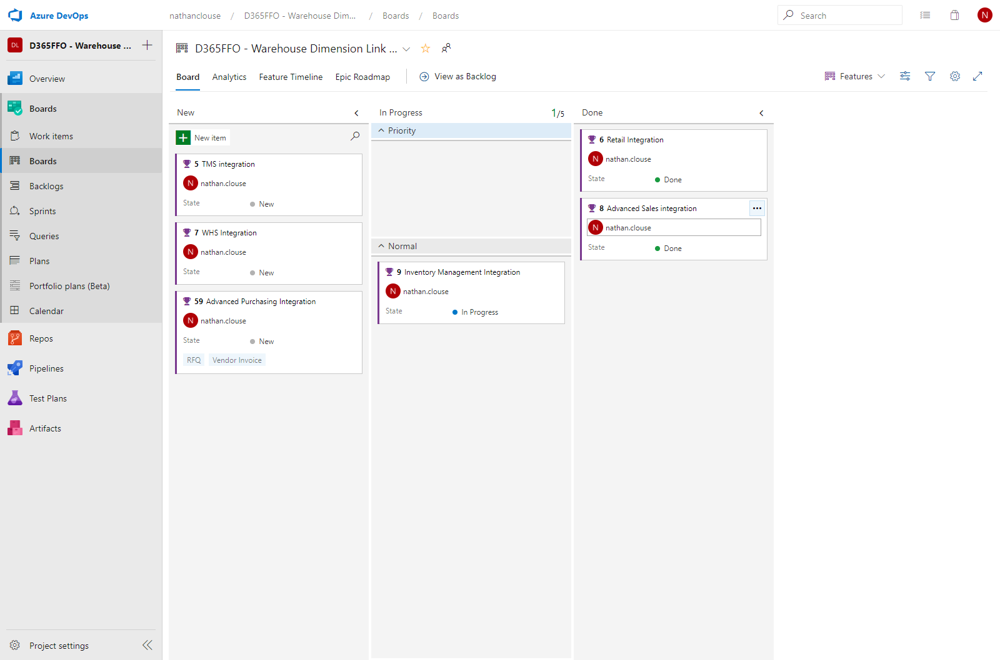 Azure DevOps
nathanclouse / D365FFO - Warehouse Dim... / Boards / Boards
Search
N
DL
D365FFO - Warehouse ...
Overview
Boards
Work items
Boards
Backlogs
Sprints
Queries
Plans
Portfolio plans (Beta)
Calendar
Repos
Pipelines
Test Plans
Artifacts
Project settings
D365FFO - Warehouse Dimension Link ...
Board
Analytics
Feature Timeline
Epic Roadmap
View as Backlog
Features
New
New item
5 TMS integration
N nathan.clouse
State New
7 WHS Integration
N nathan.clouse
State New
59 Advanced Purchasing Integration
N nathan.clouse
State New
RFQ Vendor Invoice
In Progress 1/5
Priority
Normal
9 Inventory Management Integration
N nathan.clouse
State In Progress
Done
6 Retail Integration
N nathan.clouse
State Done
8 Advanced Sales integration
N nathan.clouse
State Done